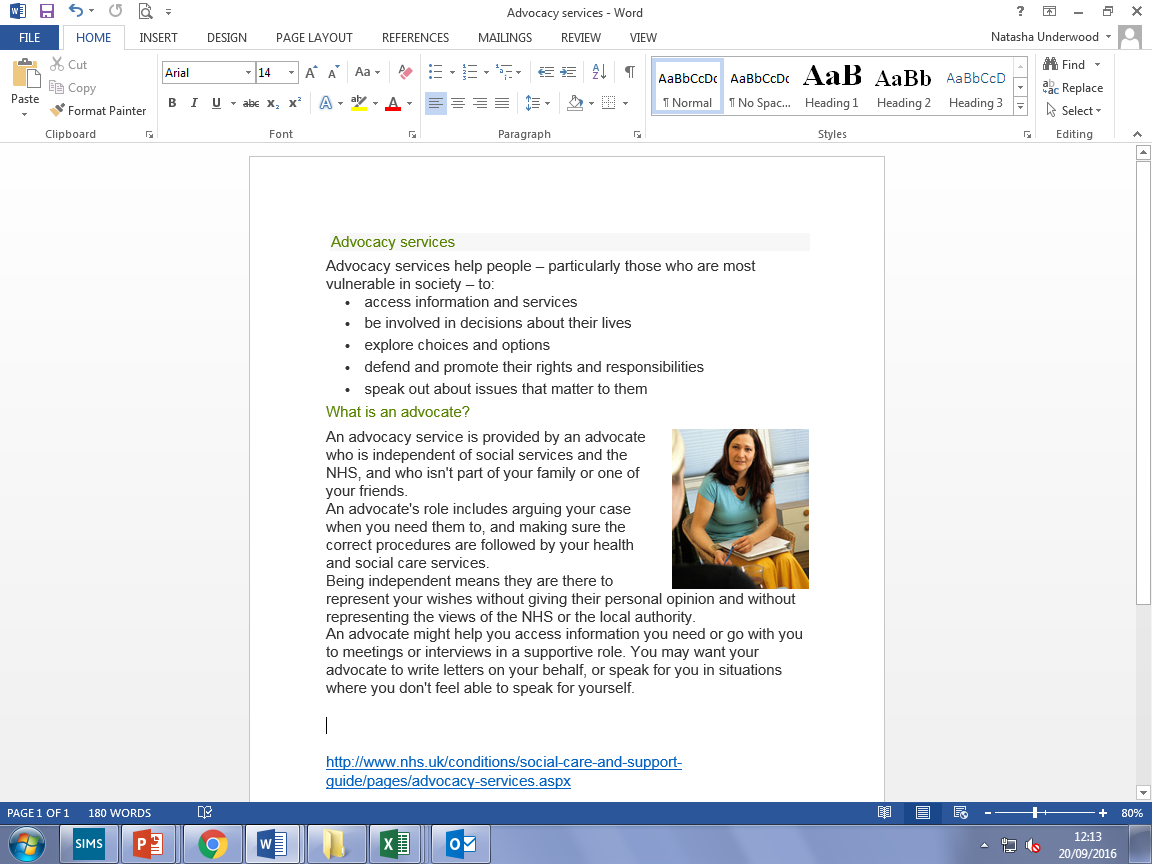 Advocacy services - Word
FILE HOME INSERT DESIGN PAGE LAYOUT REFERENCES MAILINGS REVIEW VIEW
Natasha Underwood
Paste
Cut
Copy
Format Painter
Clipboard
Arial 14
Font
Paragraph
AaBbCcDc AaBbCcDc AaB AaBb AaBbCcD
¶ Normal ¶ No Spac... Heading 1 Heading 2 Heading 3
Styles
Find
Replace
Select
Editing
Advocacy services
Advocacy services help people – particularly those who are most
vulnerable in society – to:
• access information and services
• be involved in decisions about their lives
• explore choices and options
• defend and promote their rights and responsibilities
• speak out about issues that matter to them
What is an advocate?
An advocacy service is provided by an advocate
who is independent of social services and the
NHS, and who isn't part of your family or one of
your friends.
An advocate's role includes arguing your case
when you need them to, and making sure the
correct procedures are followed by your health
and social care services.
Being independent means they are there to
represent your wishes without giving their personal opinion and without
representing the views of the NHS or the local authority.
An advocate might help you access information you need or go with you
to meetings or interviews in a supportive role. You may want your
advocate to write letters on your behalf, or speak for you in situations
where you don't feel able to speak for yourself.
http://www.nhs.uk/conditions/social-care-and-support-
guide/pages/advocacy-services.aspx
PAGE 1 OF 1 180 WORDS
80%
SIMS
12:13
20/09/2016